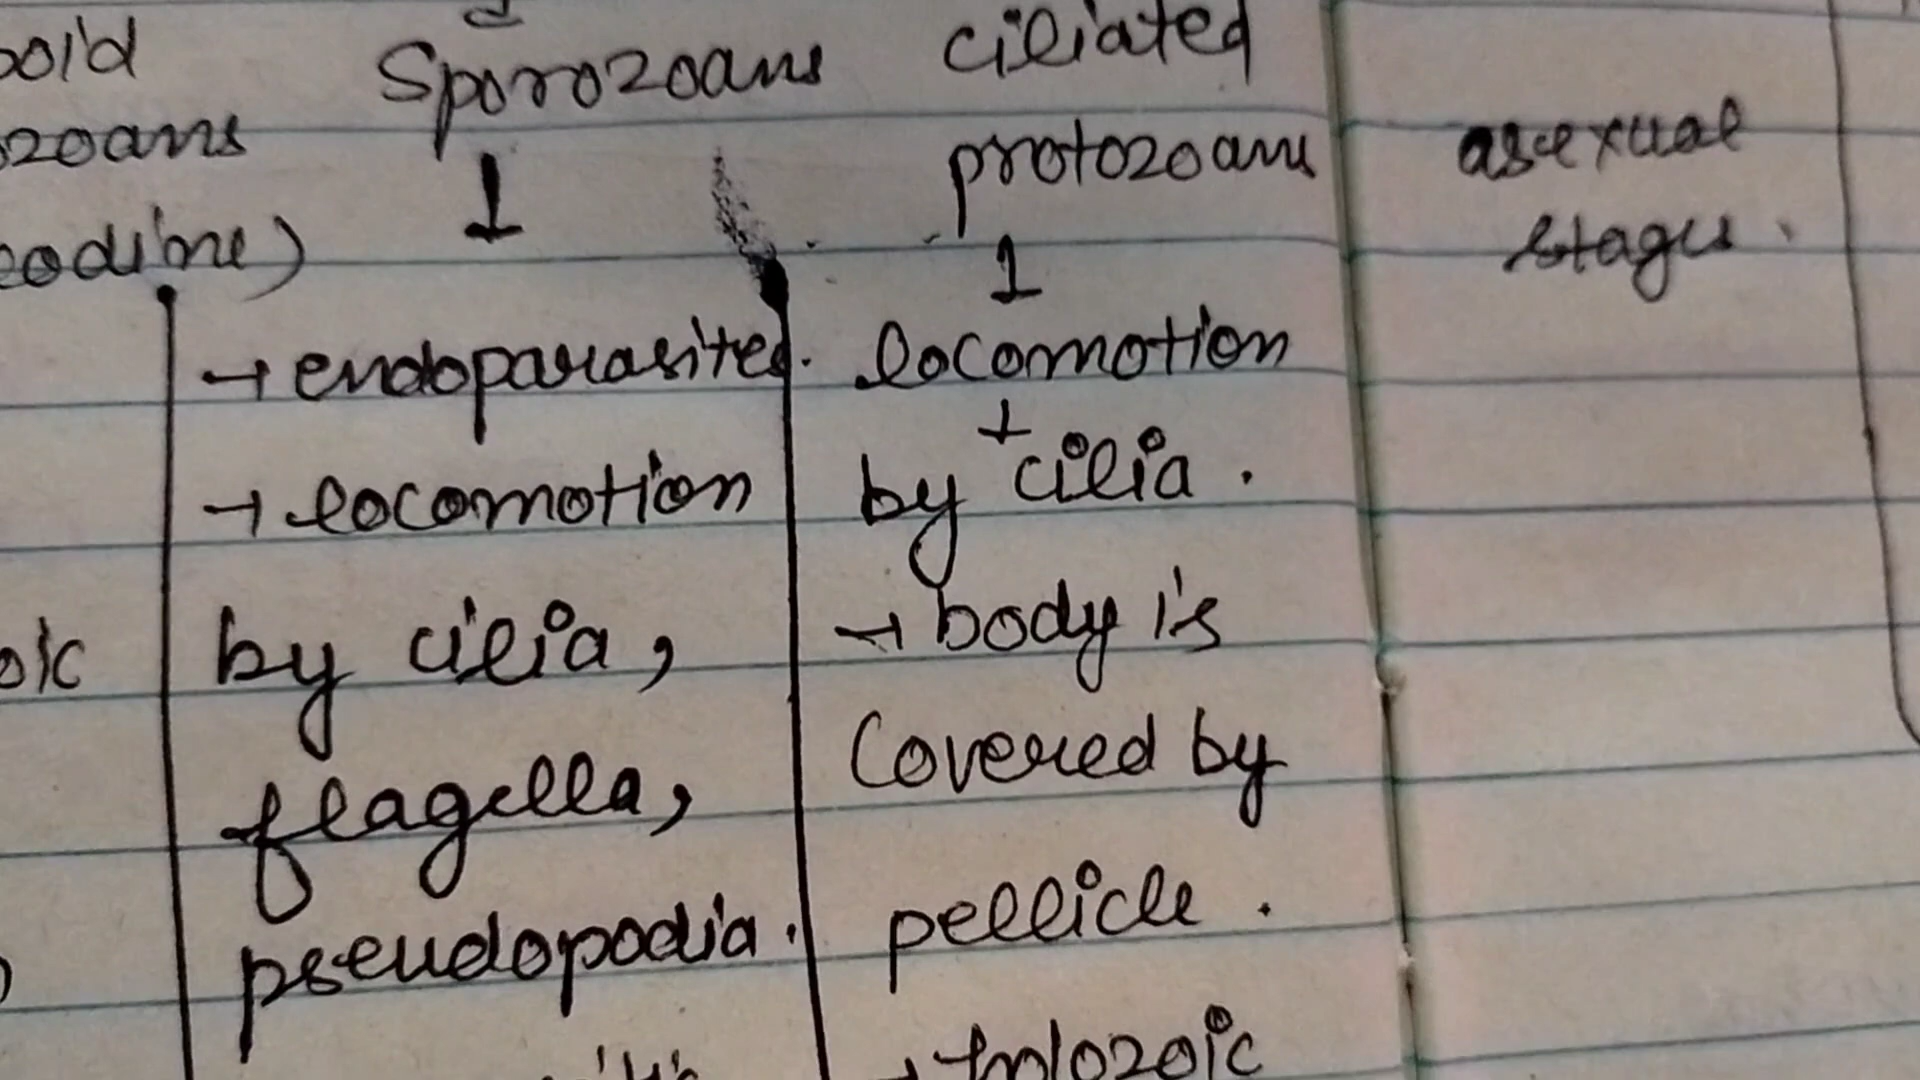 Sporozoans
→ endoparasites.
→ locomotion
by cilia,
flagella,
pseudopodia.
ciliated
protozoans
locomotion
by cilia.
→ body is
covered by
pellicle.
→ holozoic
asexual
stages.